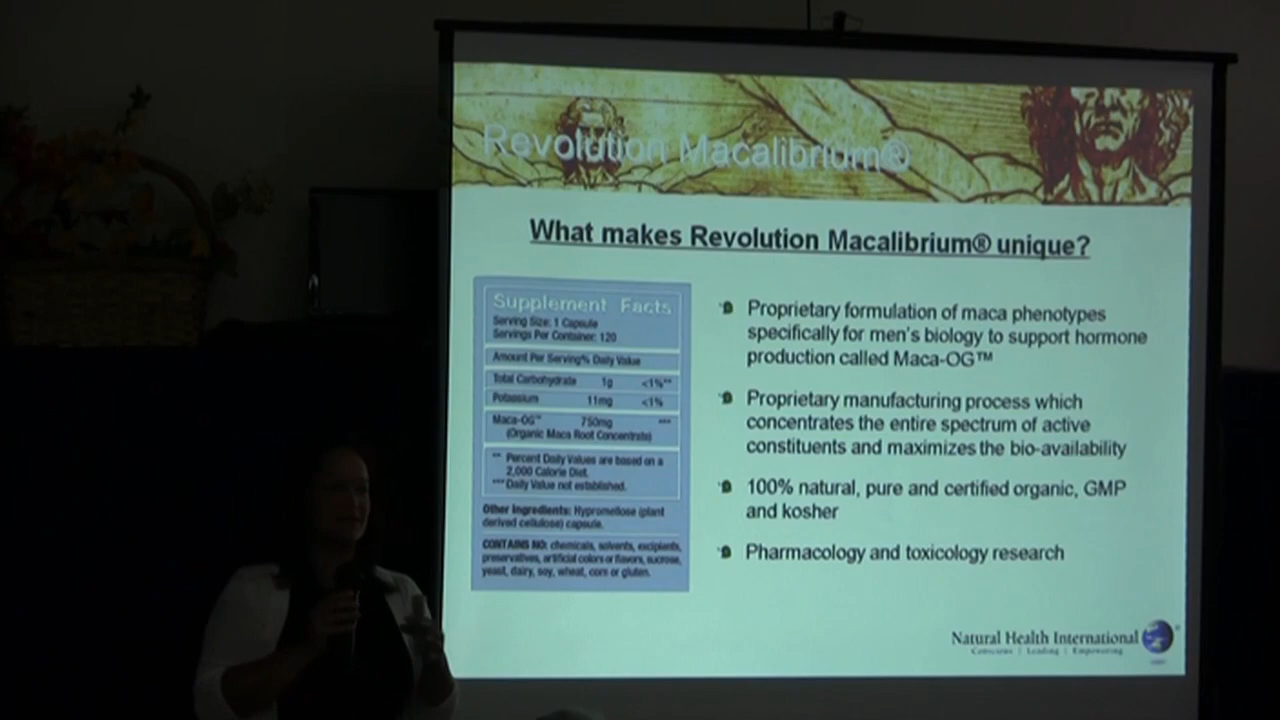 Revolution Macalibrium®
What makes Revolution Macalibrium® unique?
Supplement Facts
Serving Size: 1 Capsule
Servings Per Container: 120
Amount Per Serving% Daily Value
Total Carbohydrate 1g <1%**
Potassium 11mg <1%
Maca-OG™ 750mg ***
(Organic Maca Root Concentrate)
** Percent Daily Values are based on a
2,000 Calorie Diet.
***Daily Value not established.
Other Ingredients: Hypromellose (plant
derived cellulose) capsule.
CONTAINS NO: chemicals, solvents, excipients,
preservatives, artificial colors or flavors, sucrose,
yeast, dairy, soy, wheat, corn or gluten.
Proprietary formulation of maca phenotypes
specifically for men's biology to support hormone
production called Maca-OG™
Proprietary manufacturing process which
concentrates the entire spectrum of active
constituents and maximizes the bio-availability
100% natural, pure and certified organic, GMP
and kosher
Pharmacology and toxicology research
Natural Health International
Conscious | Leading | Empowering